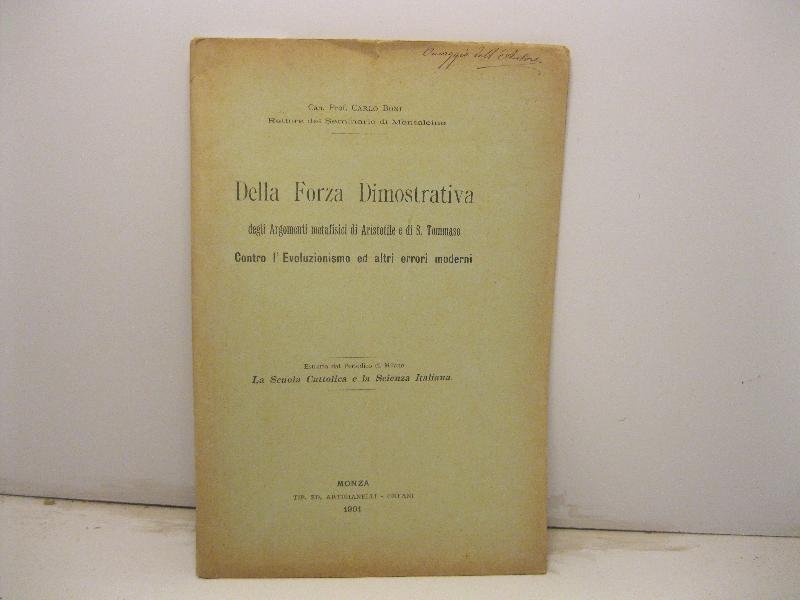 Omaggio dell'Autore.
Can. Prof. CARLO BONI
Rettore del Seminario di Montalcino
Della Forza Dimostrativa
degli Argomenti metafisici di Aristotile e di S. Tommaso
Contro l'Evoluzionismo ed altri errori moderni
Estratto dal Periodico di Milano
La Scuola Cattolica e la Scienza Italiana.
MONZA
TIP. ED. ARTIGIANELLI - ORFANI
1901